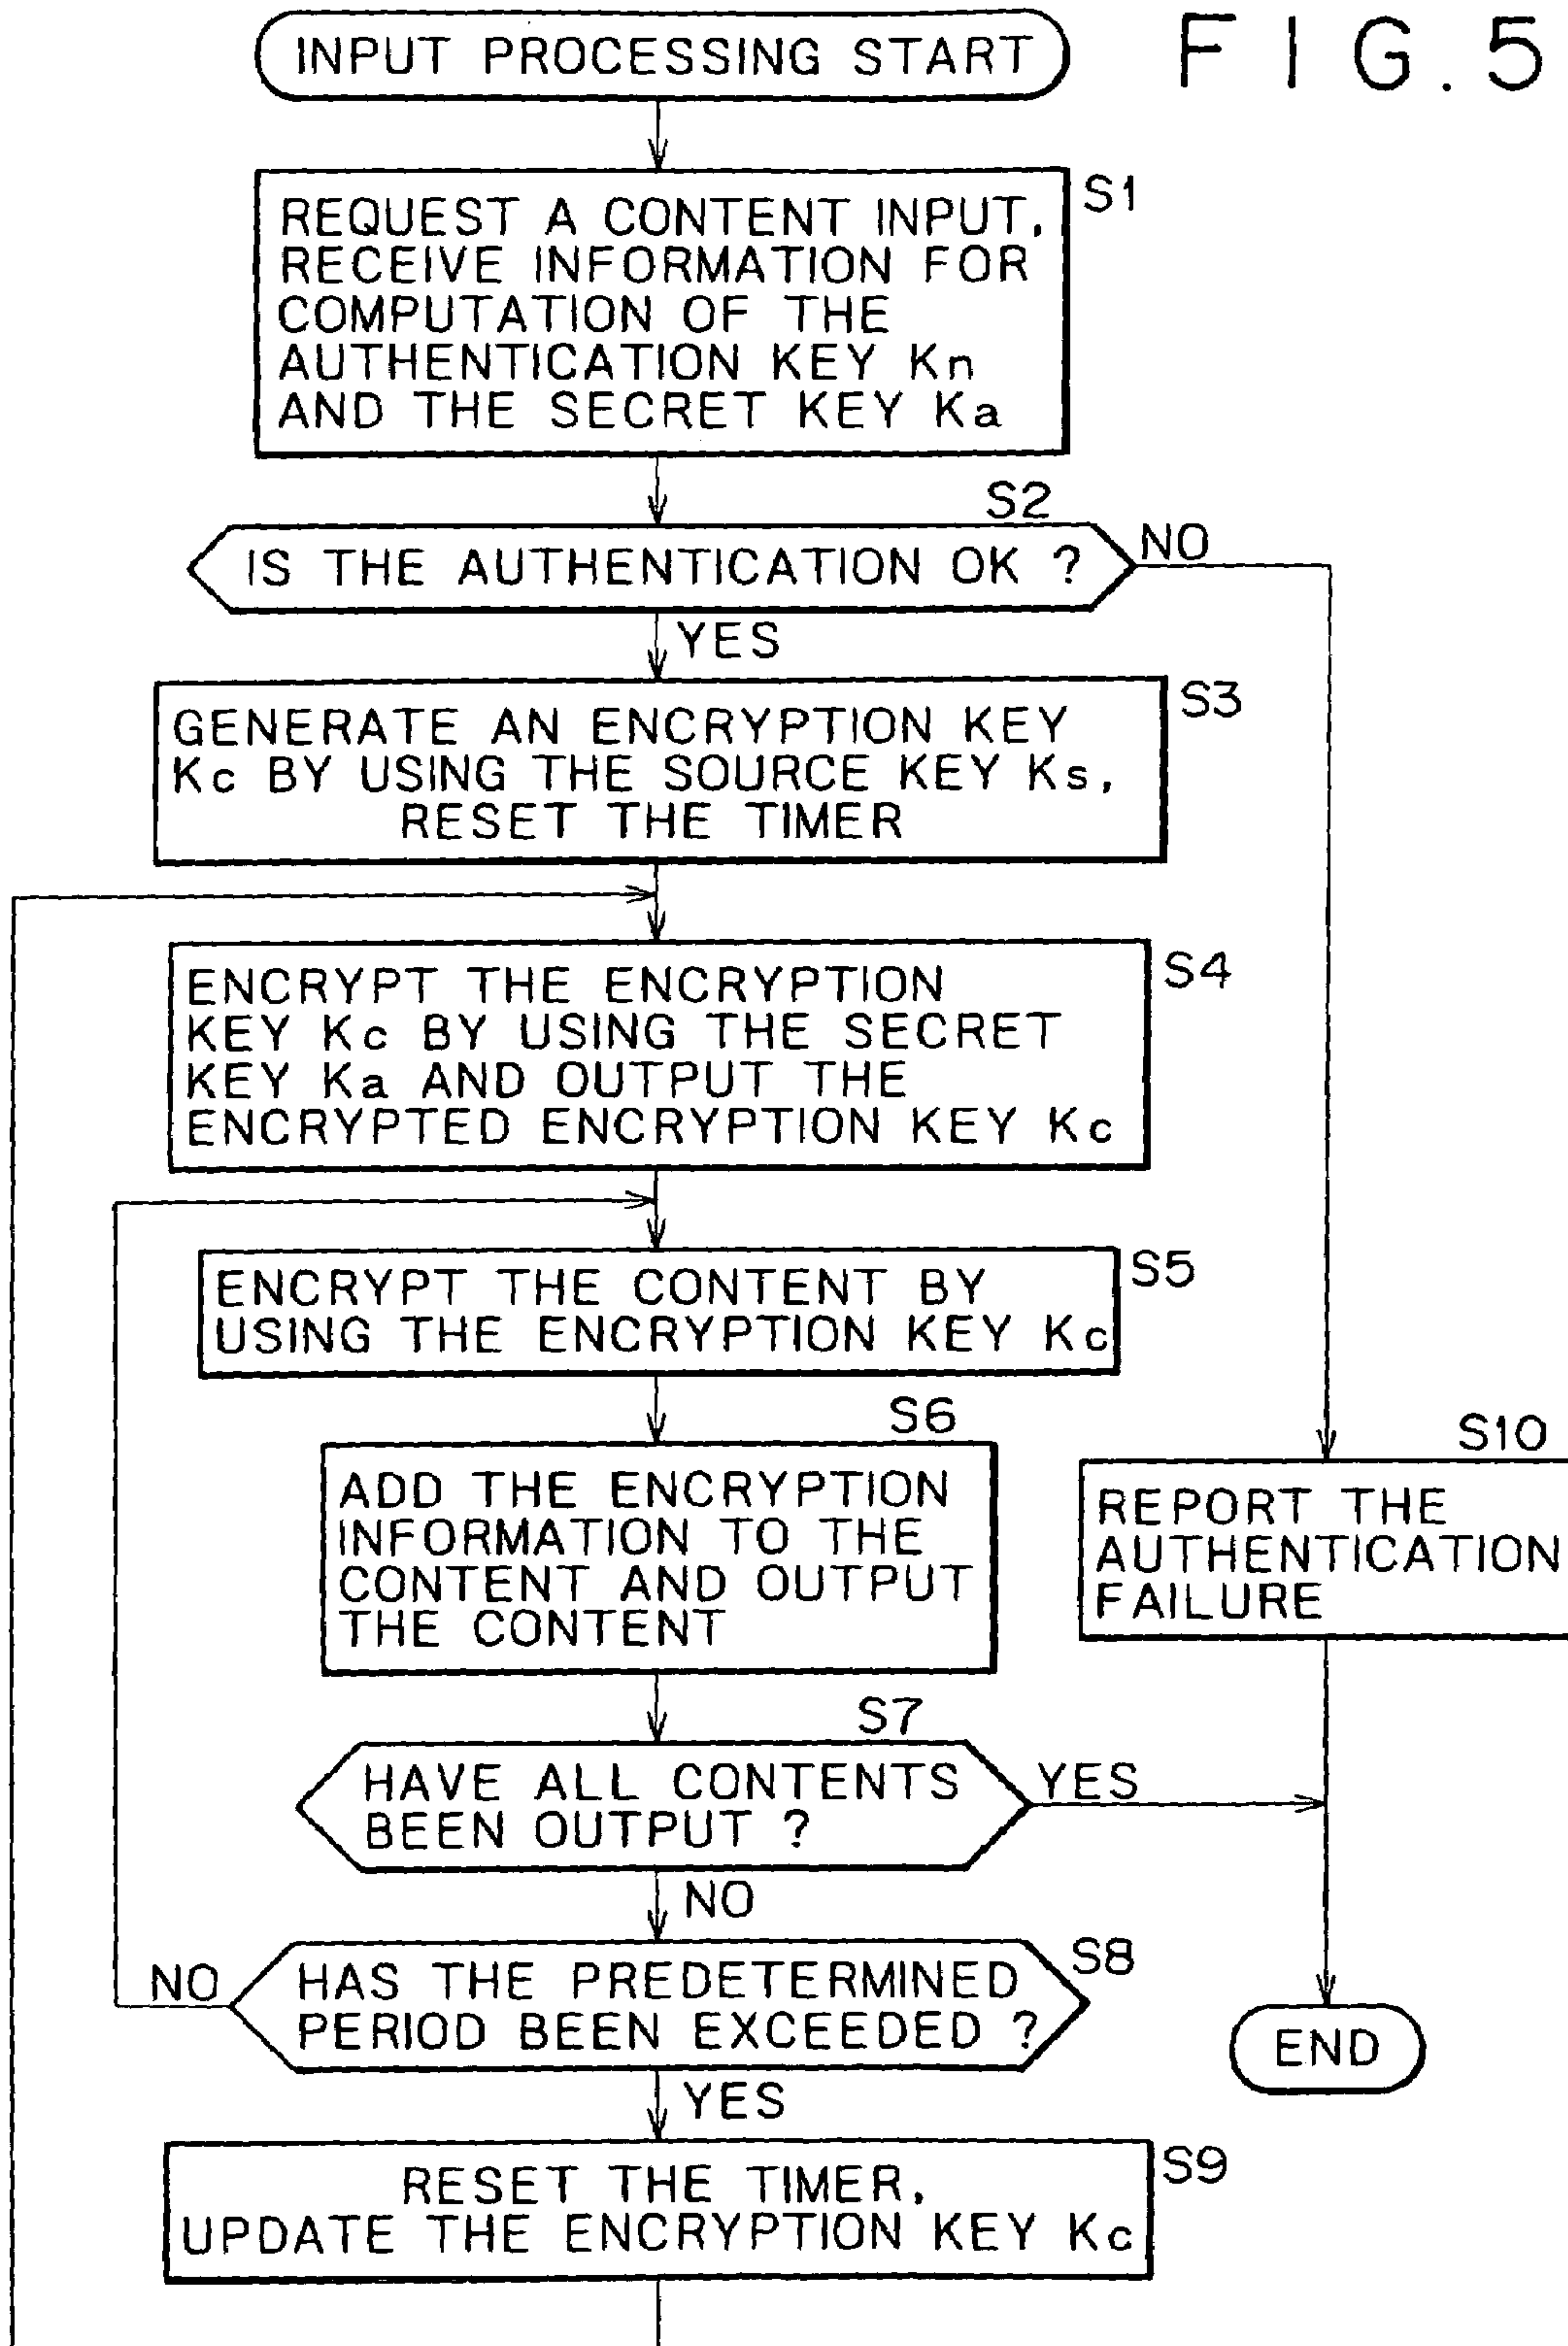 INPUT PROCESSING START
FIG.5
S1
REQUEST A CONTENT INPUT,
RECEIVE INFORMATION FOR
COMPUTATION OF THE
AUTHENTICATION KEY Kn
AND THE SECRET KEY Ka
S2
IS THE AUTHENTICATION OK ?
NO
YES
S3
GENERATE AN ENCRYPTION KEY
Kc BY USING THE SOURCE KEY Ks,
RESET THE TIMER
S4
ENCRYPT THE ENCRYPTION
KEY Kc BY USING THE SECRET
KEY Ka AND OUTPUT THE
ENCRYPTED ENCRYPTION KEY Kc
S5
ENCRYPT THE CONTENT BY
USING THE ENCRYPTION KEY Kc
S6
ADD THE ENCRYPTION
INFORMATION TO THE
CONTENT AND OUTPUT
THE CONTENT
S10
REPORT THE
AUTHENTICATION
FAILURE
S7
HAVE ALL CONTENTS
BEEN OUTPUT ?
YES
NO
S8
HAS THE PREDETERMINED
PERIOD BEEN EXCEEDED ?
NO
YES
END
S9
RESET THE TIMER,
UPDATE THE ENCRYPTION KEY Kc